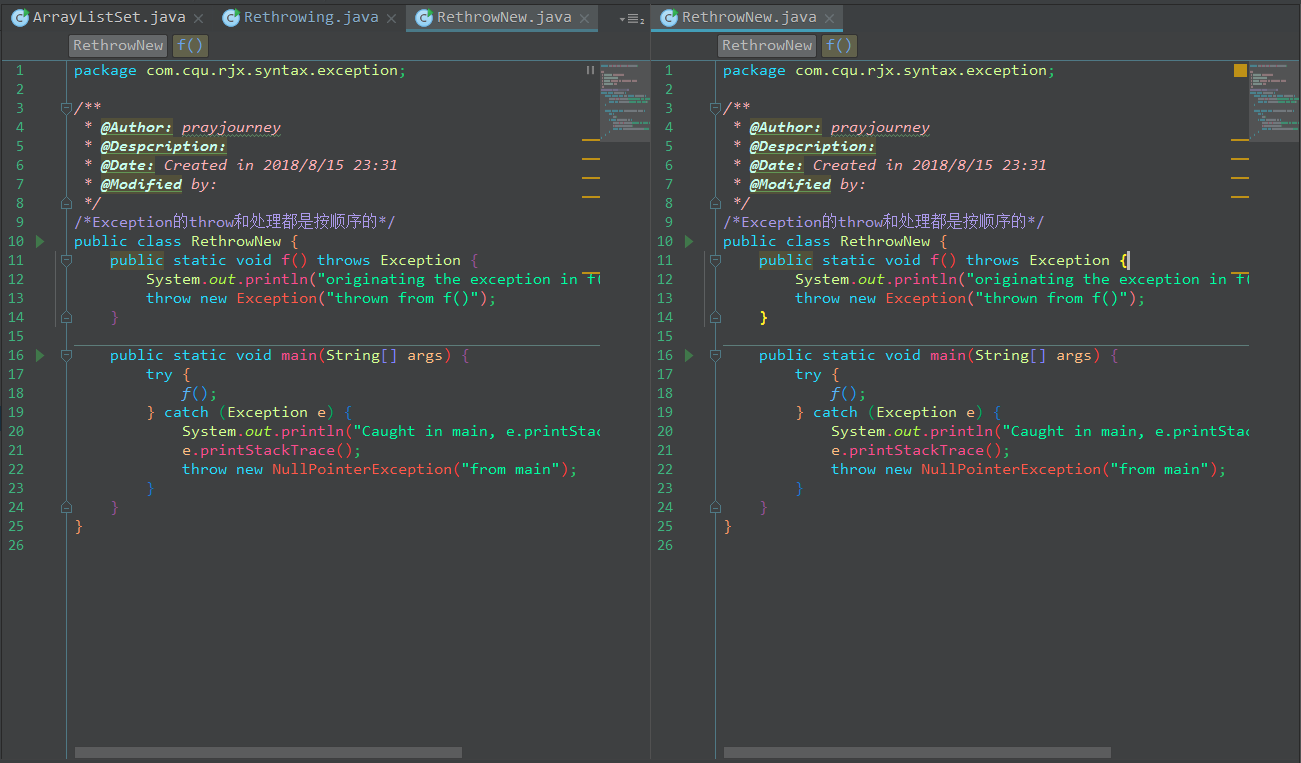 ArrayListSet.java Rethrowing.java RethrowNew.java 2 RethrowNew.java
RethrowNew f()
1 package com.cqu.rjx.syntax.exception;
2
3 /**
4 * @Author: prayjourney
5 * @Despcription:
6 * @Date: Created in 2018/8/15 23:31
7 * @Modified by:
8 */
9 /*Exception的throw和处理都是按顺序的*/
10 public class RethrowNew {
11 public static void f() throws Exception {
12 System.out.println("originating the exception in f(
13 throw new Exception("thrown from f()");
14 }
15
16 public static void main(String[] args) {
17 try {
18 f();
19 } catch (Exception e) {
20 System.out.println("Caught in main, e.printStac
21 e.printStackTrace();
22 throw new NullPointerException("from main");
23 }
24 }
25 }
26
RethrowNew f()
1 package com.cqu.rjx.syntax.exception;
2
3 /**
4 * @Author: prayjourney
5 * @Despcription:
6 * @Date: Created in 2018/8/15 23:31
7 * @Modified by:
8 */
9 /*Exception的throw和处理都是按顺序的*/
10 public class RethrowNew {
11 public static void f() throws Exception {
12 System.out.println("originating the exception in f(
13 throw new Exception("thrown from f()");
14 }
15
16 public static void main(String[] args) {
17 try {
18 f();
19 } catch (Exception e) {
20 System.out.println("Caught in main, e.printStac
21 e.printStackTrace();
22 throw new NullPointerException("from main");
23 }
24 }
25 }
26